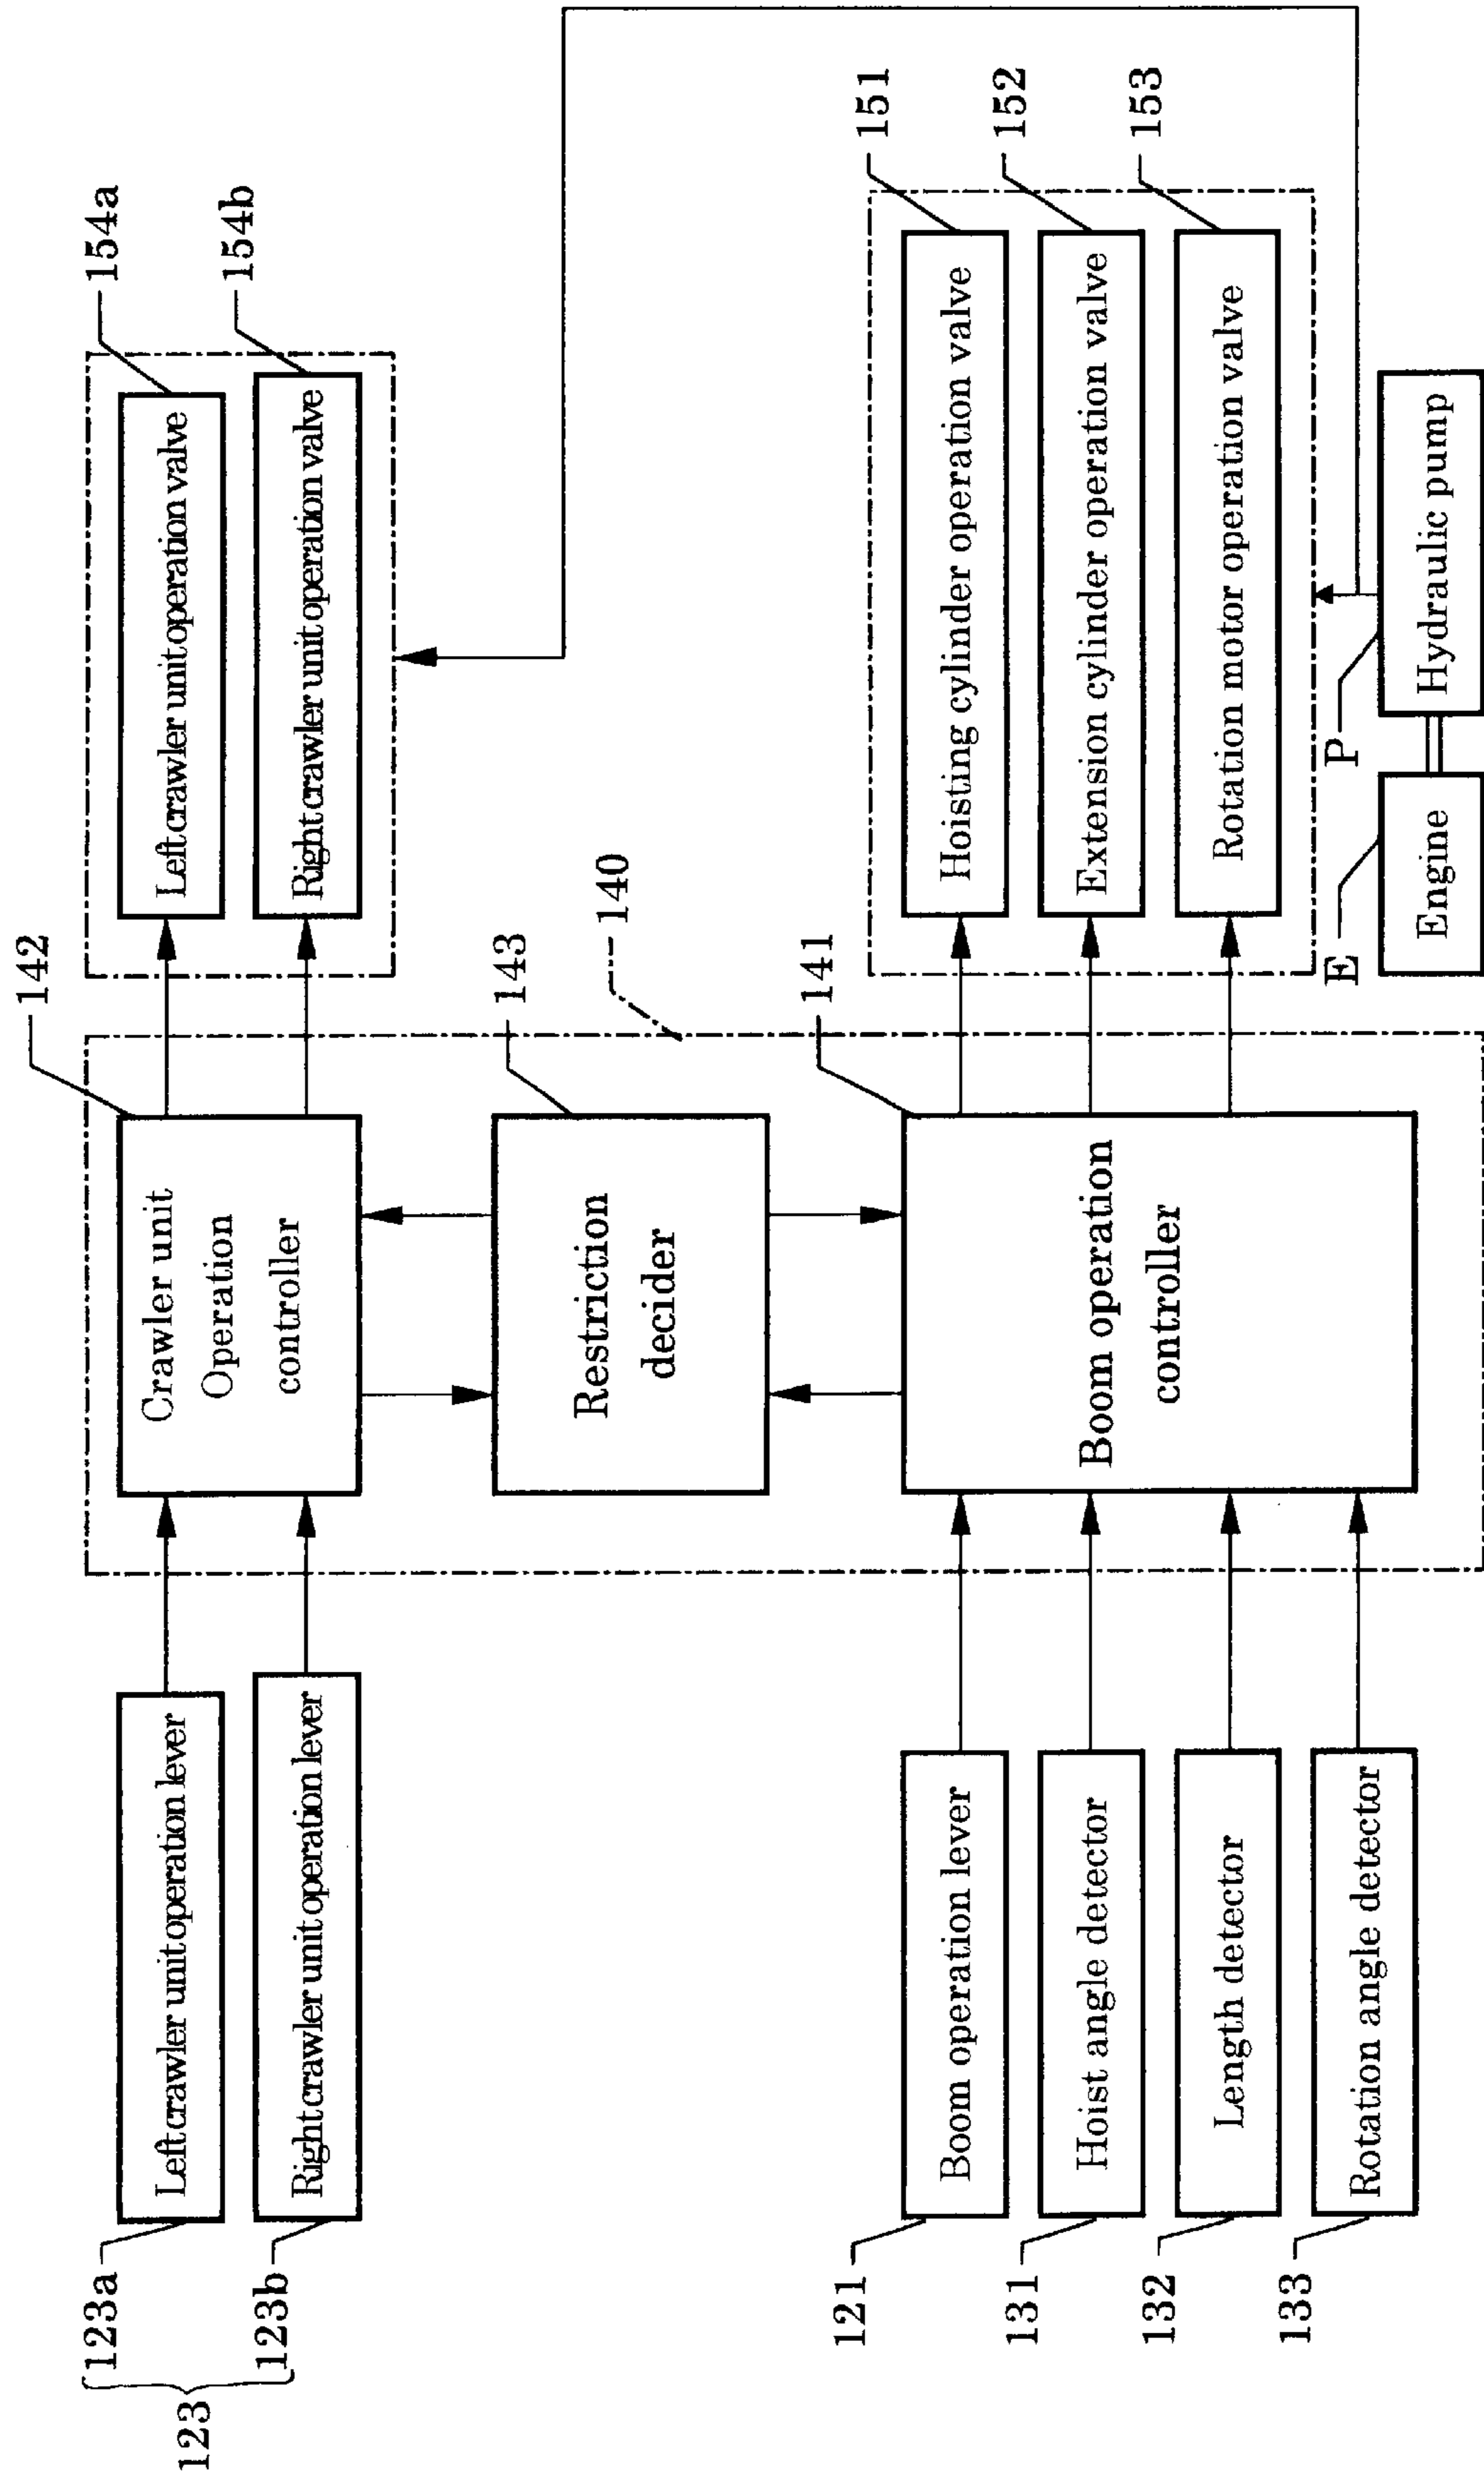 123
123a
Left crawler unit operation lever
123b
Right crawler unit operation lever
142
Crawler unit
Operation
controller
154a
Left crawler unit operation valve
154b
Right crawler unit operation valve
143
Restriction
decider
140
121
Boom operation lever
131
Hoist angle detector
132
Length detector
133
Rotation angle detector
141
Boom operation
controller
151
Hoisting cylinder operation valve
152
Extension cylinder operation valve
153
Rotation motor operation valve
E
Engine
P
Hydraulic pump